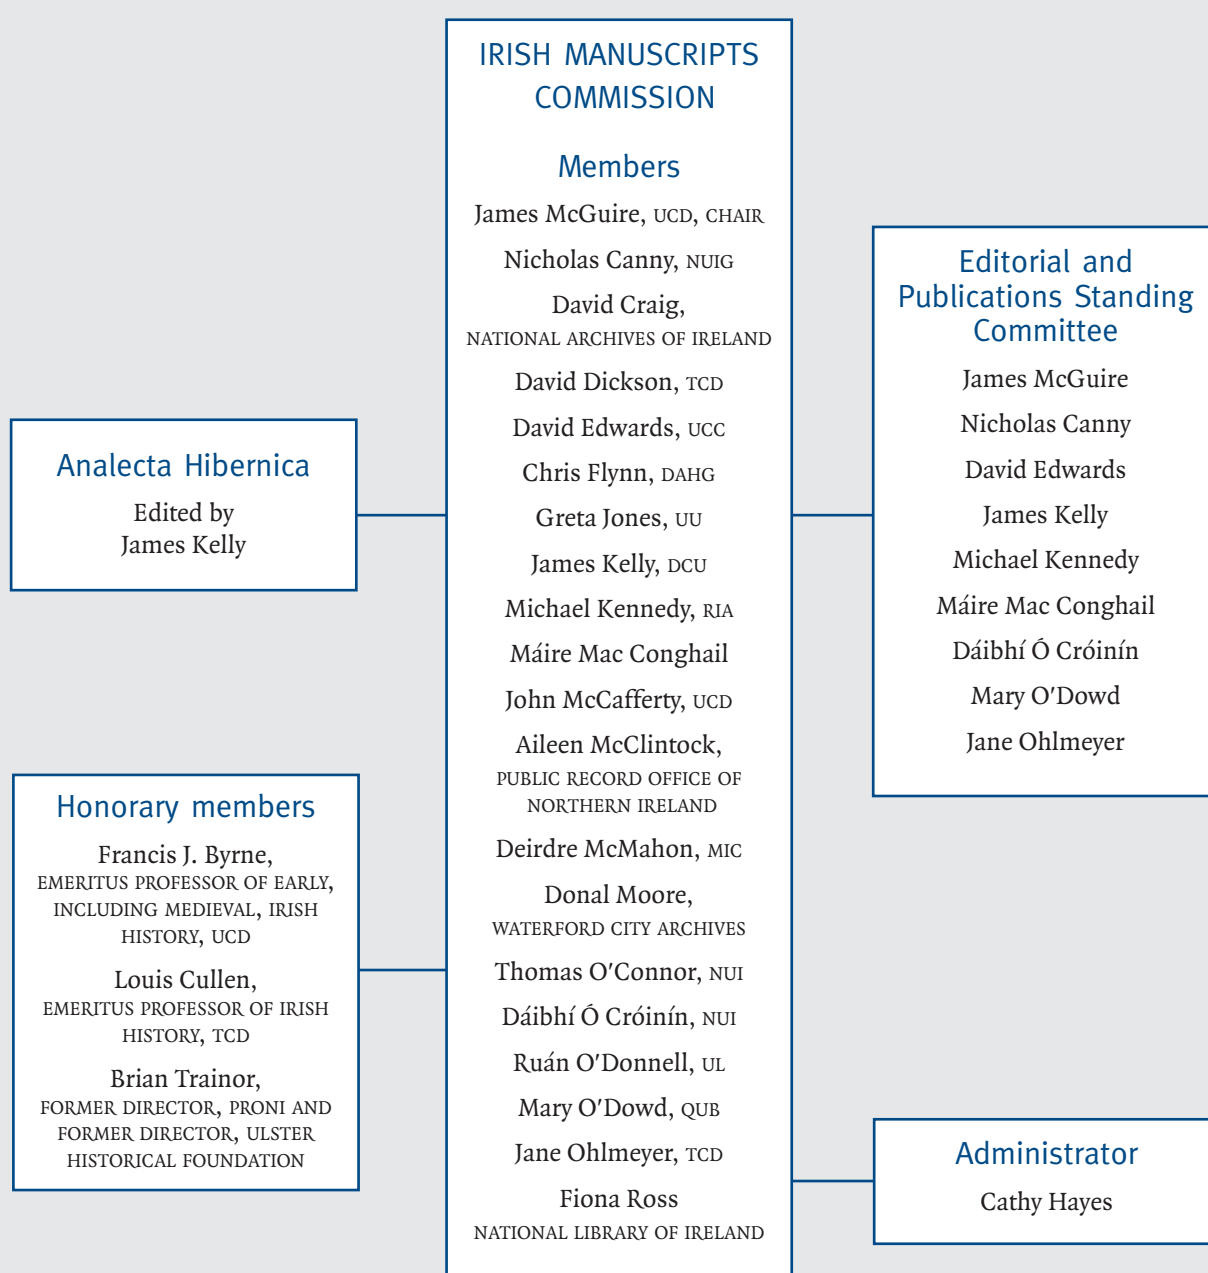 IRISH MANUSCRIPTS
COMMISSION
Members
James McGuire, UCD, CHAIR
Nicholas Canny, NUIG
David Craig,
NATIONAL ARCHIVES OF IRELAND
David Dickson, TCD
David Edwards, UCC
Chris Flynn, DAHG
Greta Jones, UU
James Kelly, DCU
Michael Kennedy, RIA
Máire Mac Conghail
John McCafferty, UCD
Aileen McClintock,
PUBLIC RECORD OFFICE OF
NORTHERN IRELAND
Deirdre McMahon, MIC
Donal Moore,
WATERFORD CITY ARCHIVES
Thomas O'Connor, NUI
Dáibhí Ó Cróinín, NUI
Ruán O'Donnell, UL
Mary O'Dowd, QUB
Jane Ohlmeyer, TCD
Fiona Ross
NATIONAL LIBRARY OF IRELAND
Analecta Hibernica
Edited by
James Kelly
Honorary members
Francis J. Byrne,
EMERITUS PROFESSOR OF EARLY,
INCLUDING MEDIEVAL, IRISH
HISTORY, UCD
Louis Cullen,
EMERITUS PROFESSOR OF IRISH
HISTORY, TCD
Brian Trainor,
FORMER DIRECTOR, PRONI AND
FORMER DIRECTOR, ULSTER
HISTORICAL FOUNDATION
Editorial and
Publications Standing
Committee
James McGuire
Nicholas Canny
David Edwards
James Kelly
Michael Kennedy
Máire Mac Conghail
Dáibhí Ó Cróinín
Mary O'Dowd
Jane Ohlmeyer
Administrator
Cathy Hayes